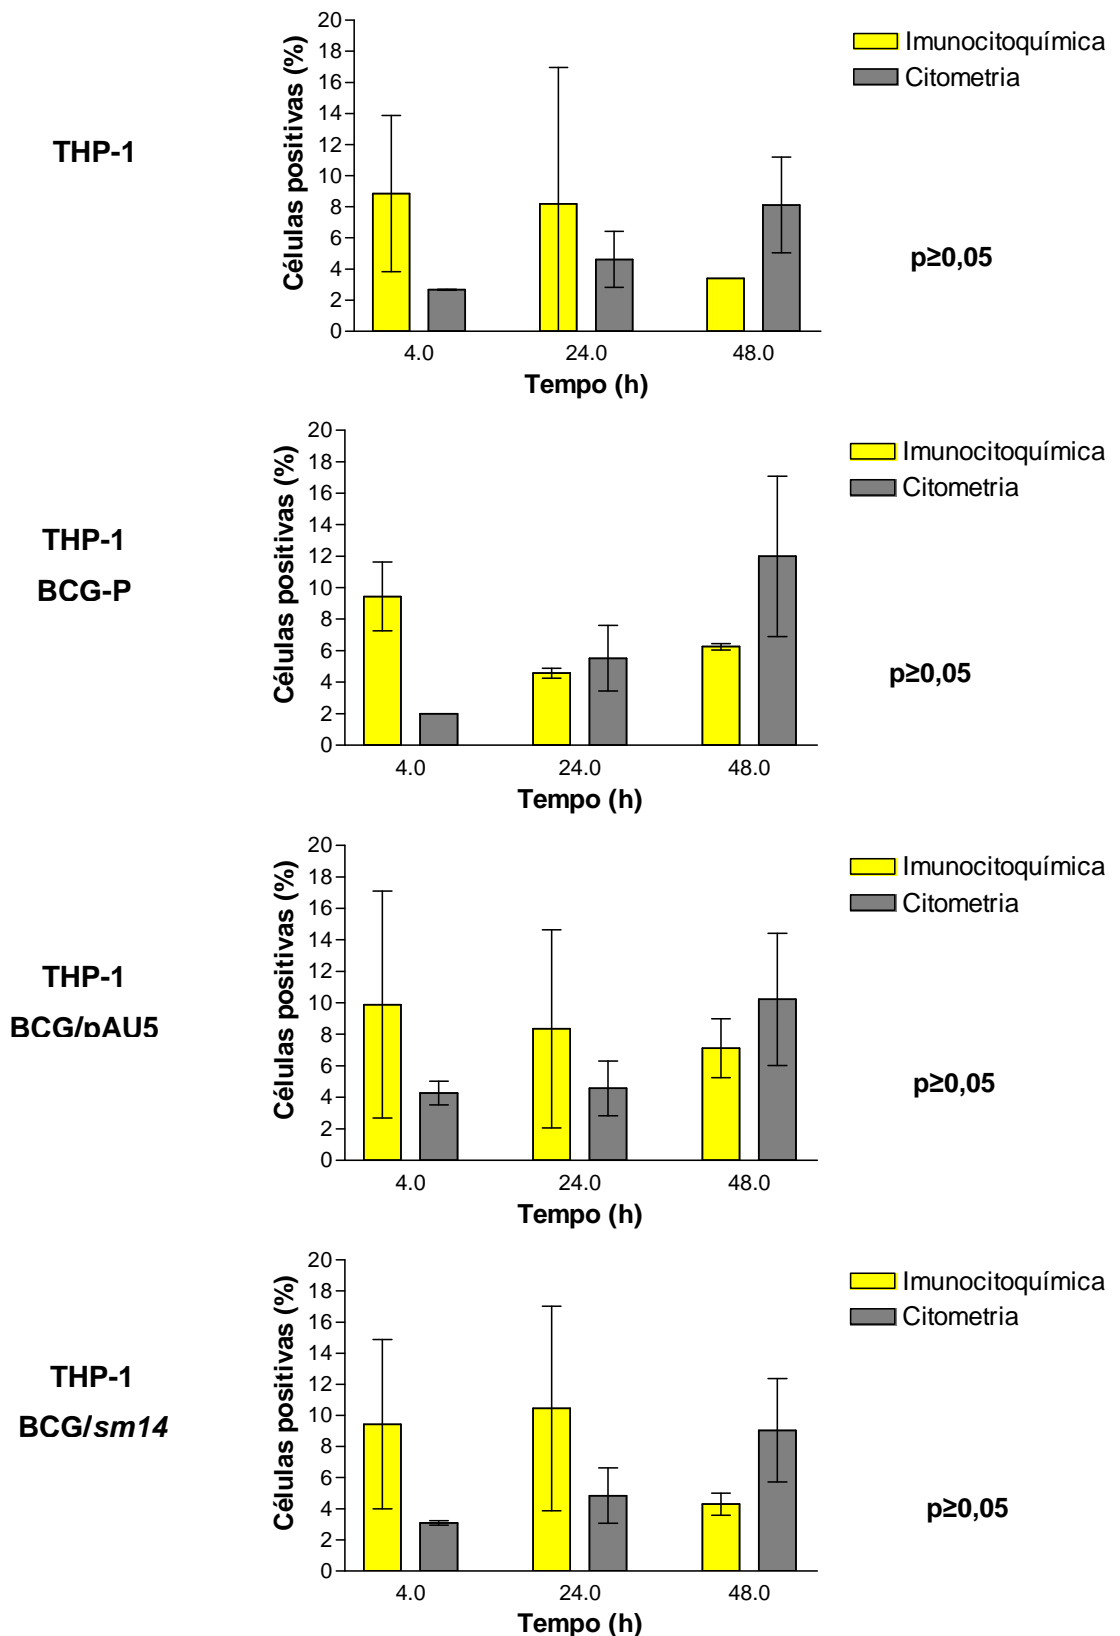 THP-1
Células positivas (%)
20
18
16
14
12
10
8
6
4
2
0
4.0
24.0
48.0
Tempo (h)
Imunocitoquímica
Citometria
p≥0,05
THP-1
BCG-P
Células positivas (%)
20
18
16
14
12
10
8
6
4
2
0
4.0
24.0
48.0
Tempo (h)
Imunocitoquímica
Citometria
p≥0,05
THP-1
BCG/pAU5
Células positivas (%)
20
18
16
14
12
10
8
6
4
2
0
4.0
24.0
48.0
Tempo (h)
Imunocitoquímica
Citometria
p≥0,05
THP-1
BCG/sm14
Células positivas (%)
20
18
16
14
12
10
8
6
4
2
0
4.0
24.0
48.0
Tempo (h)
Imunocitoquímica
Citometria
p≥0,05